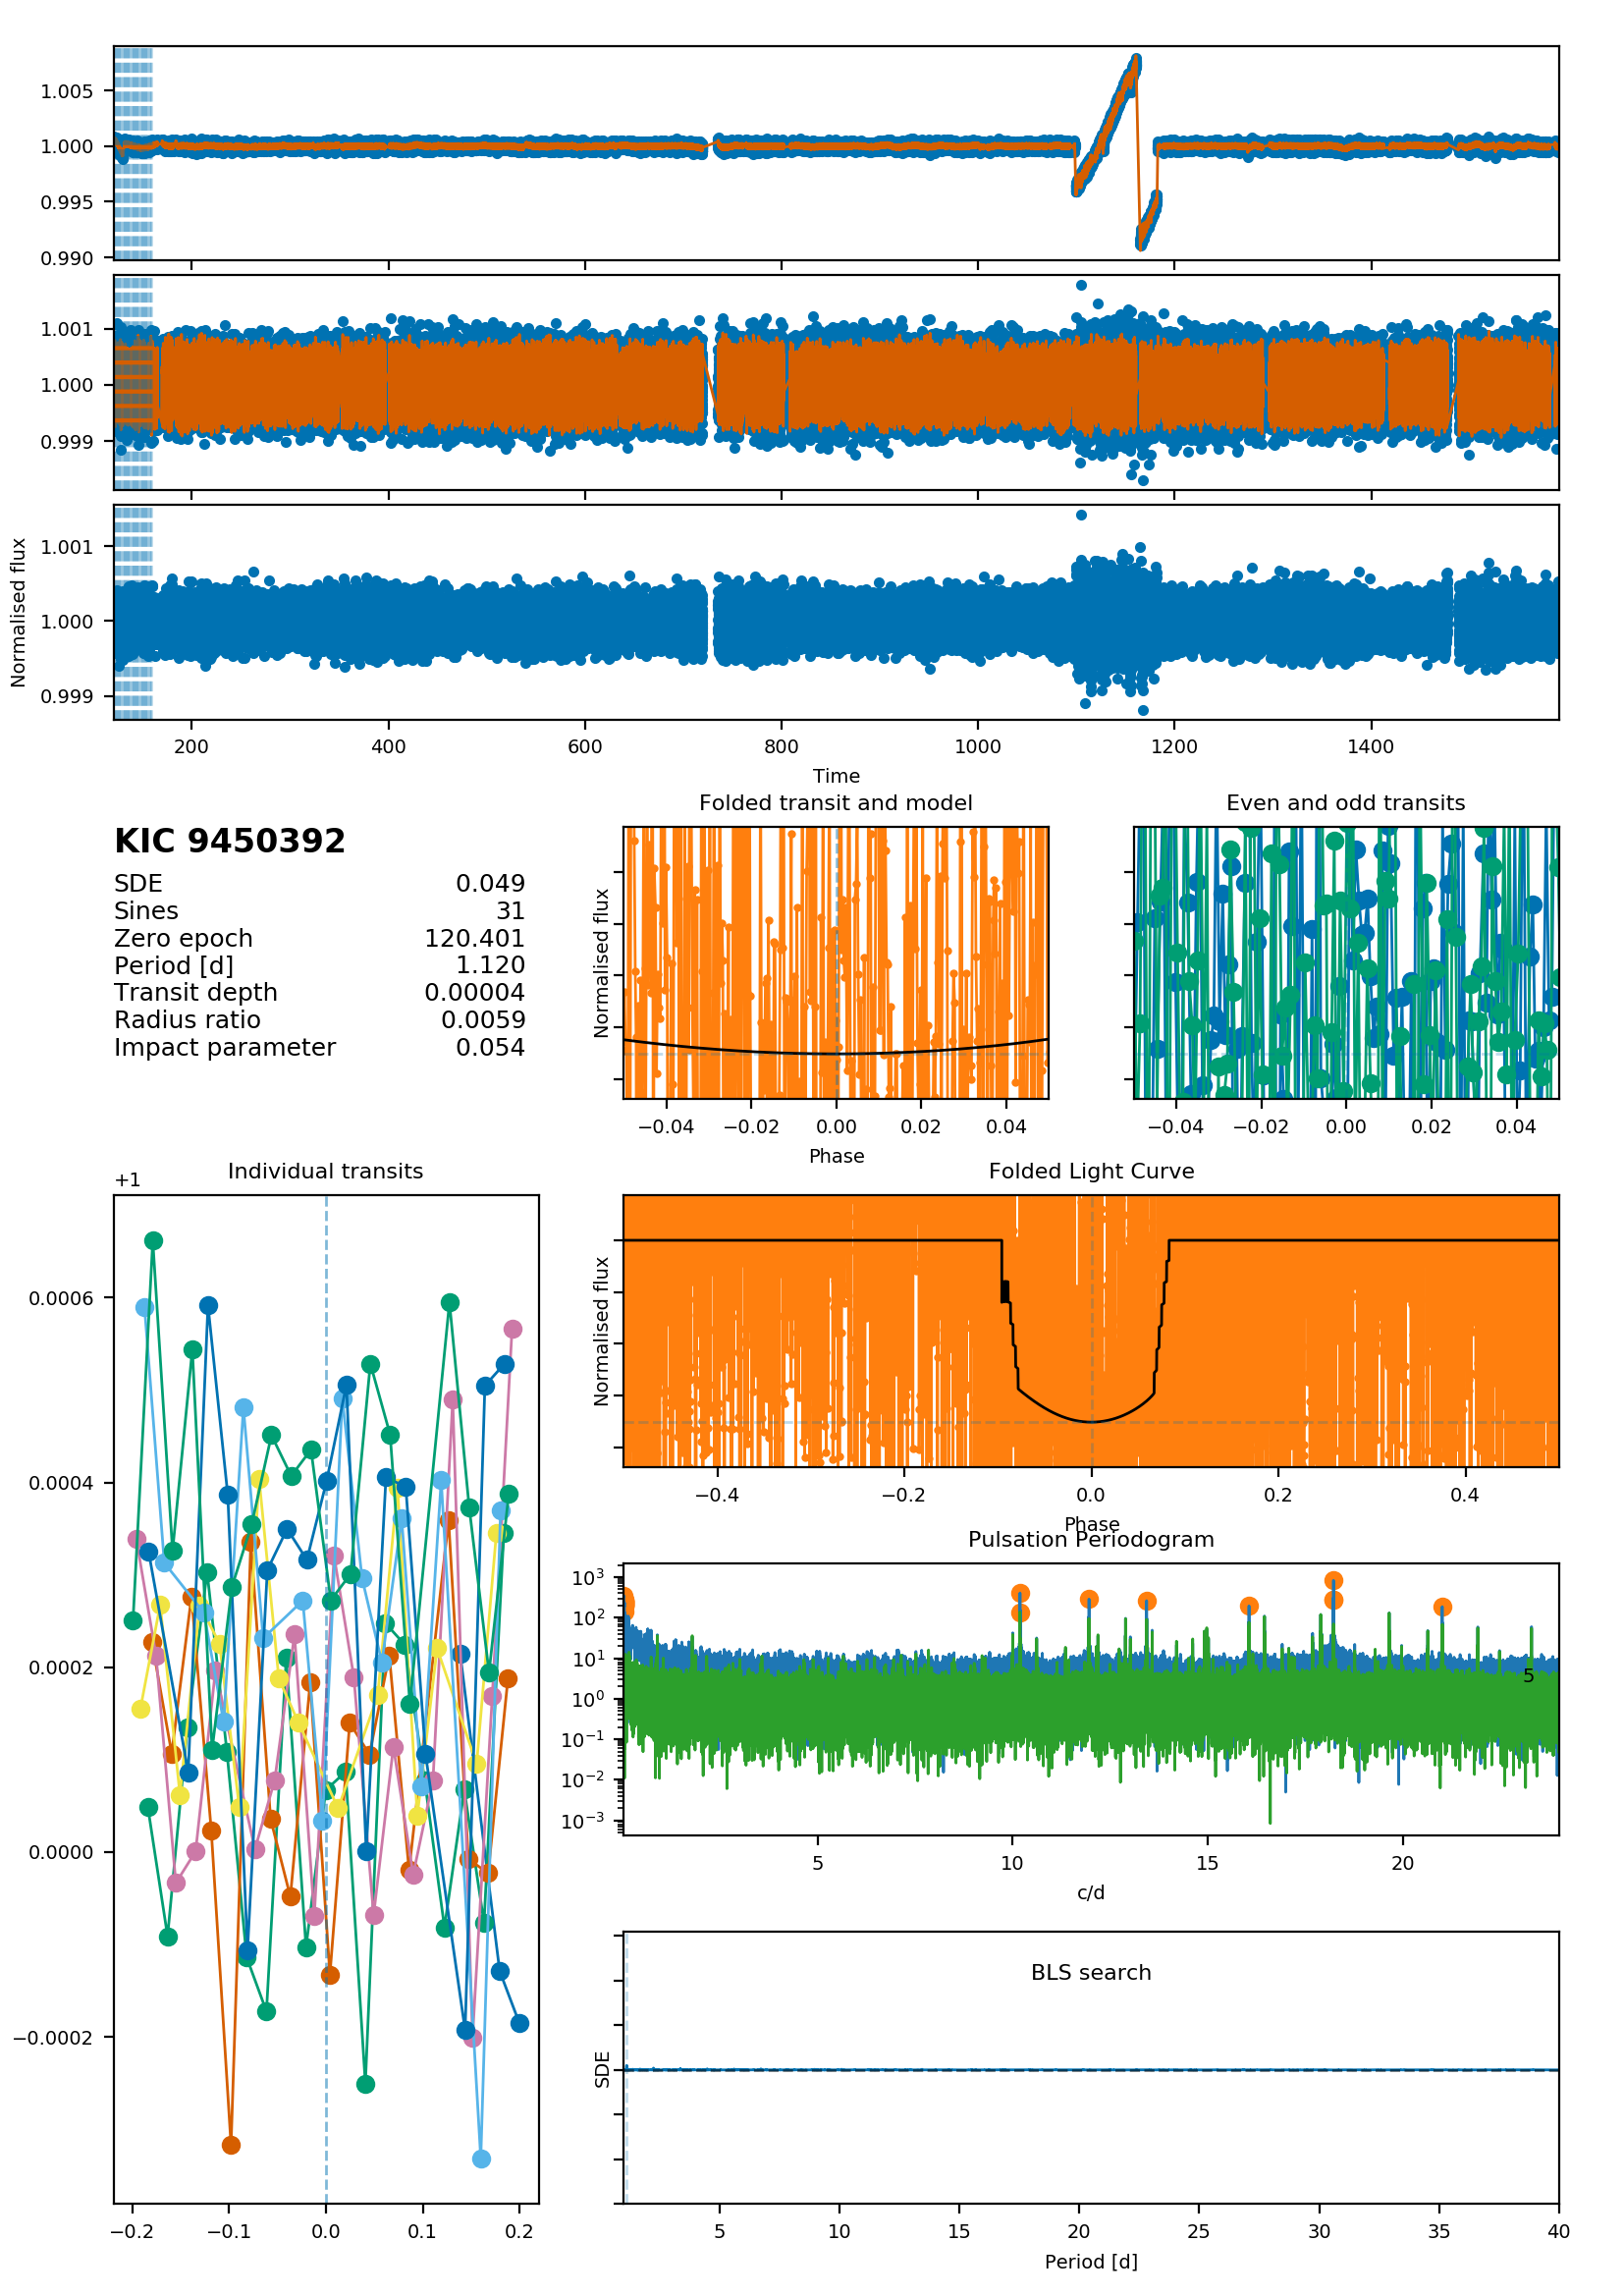 1.005
1.000
0.995
0.990
1.001
1.000
0.999
1.001
1.000
0.999
Normalised flux
200 400 600 800 1000 1200 1400
Time
KIC 9450392
SDE 0.049
Sines 31
Zero epoch 120.401
Period [d] 1.120
Transit depth 0.00004
Radius ratio 0.0059
Impact parameter 0.054
Folded transit and model
Normalised flux
−0.04 −0.02 0.00 0.02 0.04
Phase
Even and odd transits
−0.04 −0.02 0.00 0.02 0.04
Individual transits
+1
0.0006
0.0004
0.0002
0.0000
−0.0002
−0.2 −0.1 0.0 0.1 0.2
Folded Light Curve
Normalised flux
−0.4 −0.2 0.0 0.2 0.4
Phase
Pulsation Periodogram
10³
10²
10¹
10⁰
10⁻¹
10⁻²
10⁻³
5
5 10 15 20
c/d
BLS search
SDE
5 10 15 20 25 30 35 40
Period [d]